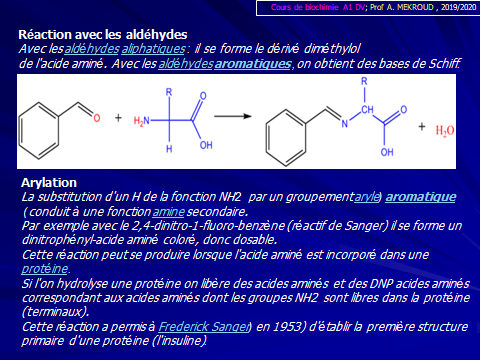 Cours de biochimie A1 DV; Prof A. MEKROUD , 2019/2020
Réaction avec les aldéhydes
Avec les aldéhydes aliphatiques : il se forme le dérivé diméthylol
de l'acide aminé. Avec les aldéhydes aromatiques, on obtient des bases de Schiff
O + H2N R O OH H R CH N O OH + H2O
Arylation
La substitution d'un H de la fonction NH2 par un groupement aryle) aromatique
( conduit à une fonction amine secondaire.
Par exemple avec le 2,4-dinitro-1-fluoro-benzène (réactif de Sanger) il se forme un
dinitrophényl-acide aminé coloré, donc dosable.
Cette réaction peut se produire lorsque l'acide aminé est incorporé dans une
protéine.
Si l'on hydrolyse une protéine on libère des acides aminés et des DNP acides aminés
correspondant aux acides aminés dont les groupes NH2 sont libres dans la protéine
(terminaux).
Cette réaction a permis à Frederick Sanger) en 1953) d'établir la première structure
primaire d'une protéine (l'insuline).